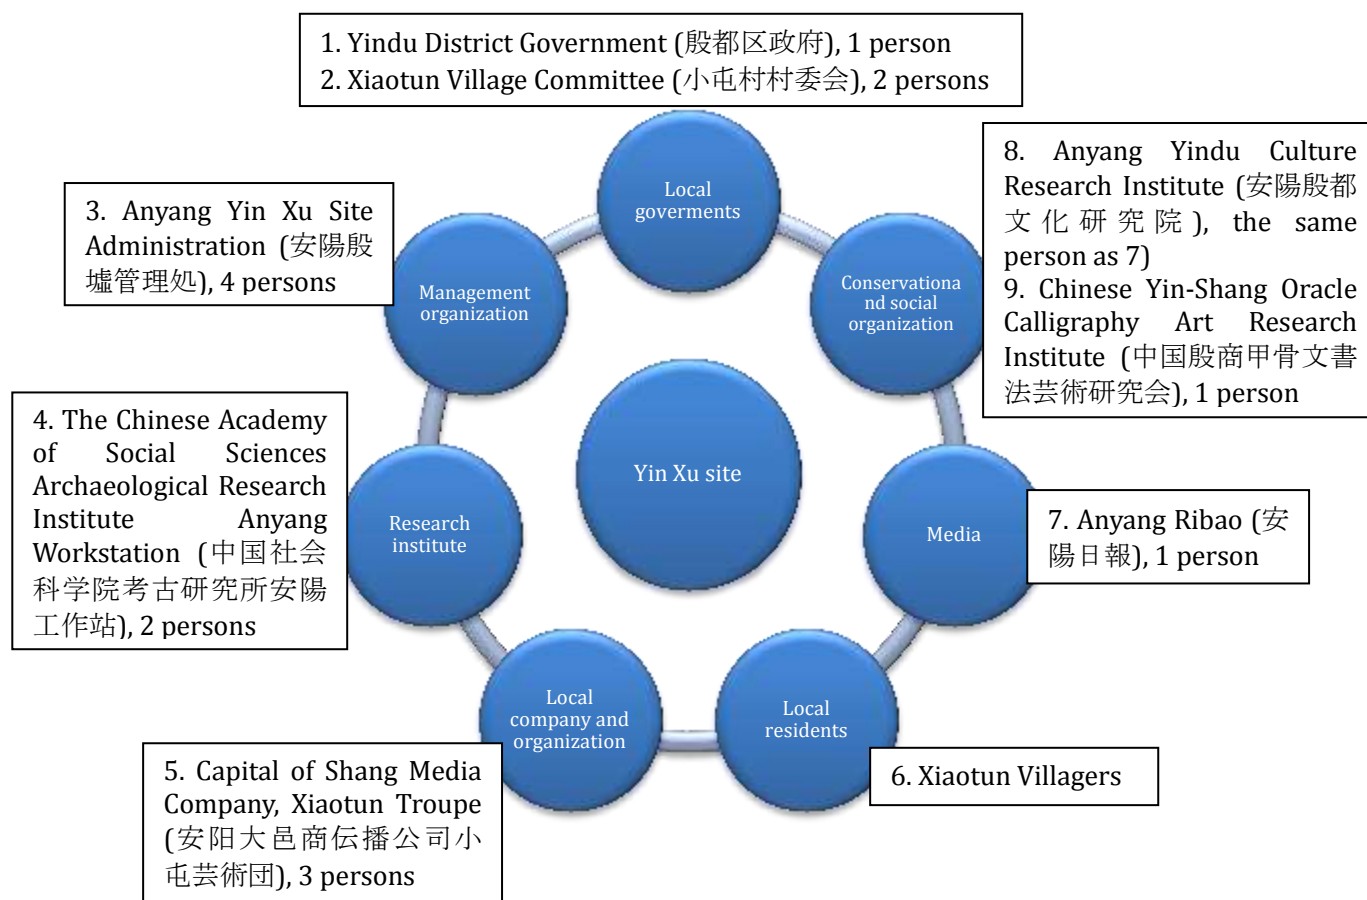 1. Yindu District Government (殷都区政府), 1 person
2. Xiaotun Village Committee (小屯村村委会), 2 persons
Local
goverments
8. Anyang Yindu Culture
Research Institute (安陽殷都
文化研究院), the same
person as 7)
9. Chinese Yin-Shang Oracle
Calligraphy Art Research
Institute (中国殷商甲骨文書
法芸術研究会), 1 person
3. Anyang Yin Xu Site
Administration (安陽殷
墟管理処), 4 persons
Management
organization
Conservationa
nd social
organization
4. The Chinese Academy
of Social Sciences
Archaeological Research
Institute Anyang
Workstation (中国社会
科学院考古研究所安陽
工作站), 2 persons
Research
institute
Yin Xu site
Media
7. Anyang Ribao (安
陽日報), 1 person
Local
company and
organization
Local
residents
5. Capital of Shang Media
Company, Xiaotun Troupe
(安阳大邑商伝播公司小
屯芸術団), 3 persons
6. Xiaotun Villagers